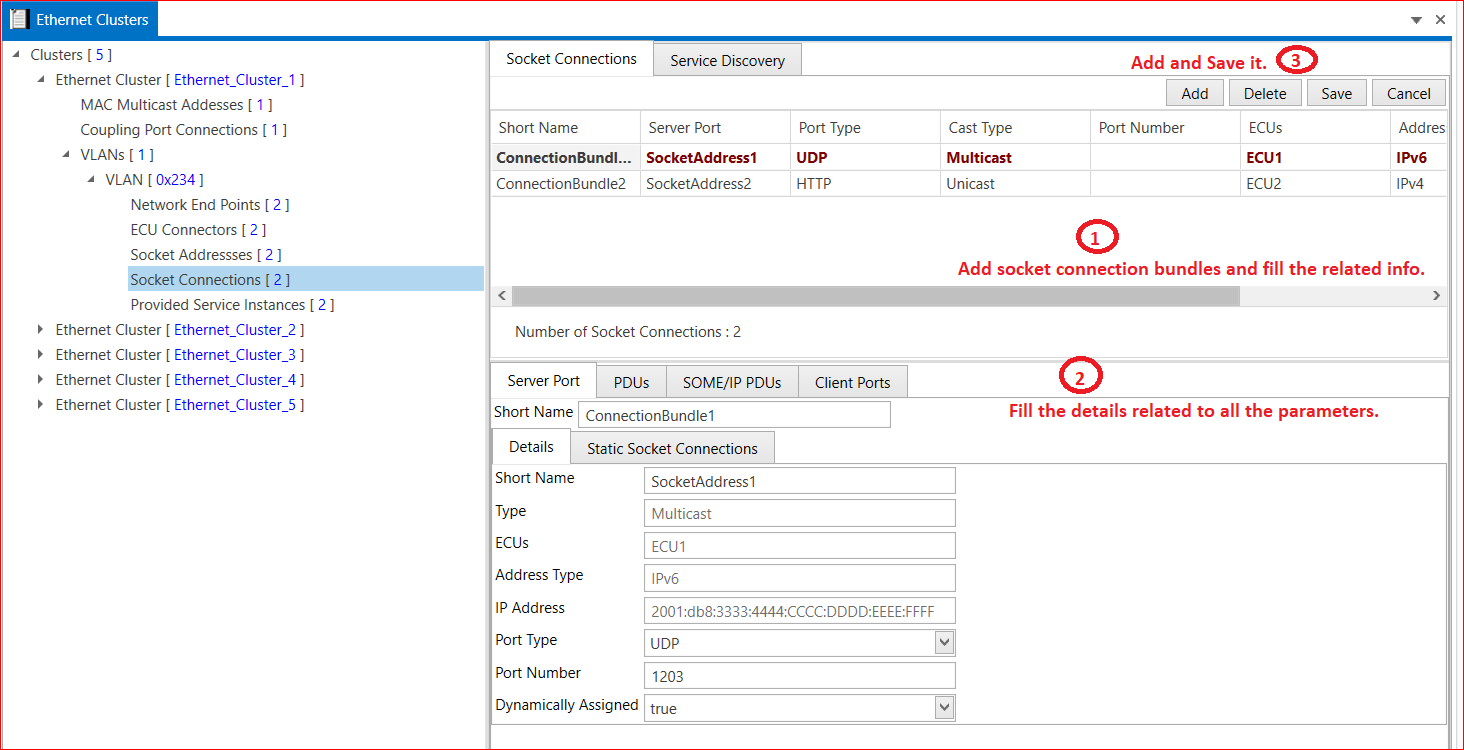 Ethernet Clusters
Clusters [ 5 ]
Ethernet Cluster [ Ethernet_Cluster_1 ]
MAC Multicast Addesses [ 1 ]
Coupling Port Connections [ 1 ]
VLANs [ 1 ]
VLAN [ 0x234 ]
Network End Points [ 2 ]
ECU Connectors [ 2 ]
Socket Addressses [ 2 ]
Socket Connections [ 2 ]
Provided Service Instances [ 2 ]
Ethernet Cluster [ Ethernet_Cluster_2 ]
Ethernet Cluster [ Ethernet_Cluster_3 ]
Ethernet Cluster [ Ethernet_Cluster_4 ]
Ethernet Cluster [ Ethernet_Cluster_5 ]
Socket Connections Service Discovery
Add and Save it. 3
Add Delete Save Cancel
Short Name Server Port Port Type Cast Type Port Number ECUs Addres
ConnectionBundl... SocketAddress1 UDP Multicast ECU1 IPv6
ConnectionBundle2 SocketAddress2 HTTP Unicast ECU2 IPv4
1
Add socket connection bundles and fill the related info.
Number of Socket Connections : 2
Server Port PDUs SOME/IP PDUs Client Ports
2
Fill the details related to all the parameters.
Short Name ConnectionBundle1
Details Static Socket Connections
Short Name SocketAddress1
Type Multicast
ECUs ECU1
Address Type IPv6
IP Address 2001:db8:3333:4444:CCCC:DDDD:EEEE:FFFF
Port Type UDP
Port Number 1203
Dynamically Assigned true